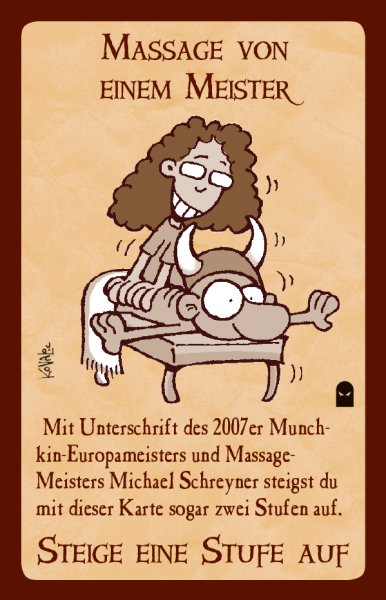 Massage von
einem Meister
Kovalic
Mit Unterschrift des 2007er Munch-
kin-Europameisters und Massage-
Meisters Michael Schreyner steigst du
mit dieser Karte sogar zwei Stufen auf.
Steige eine Stufe auf